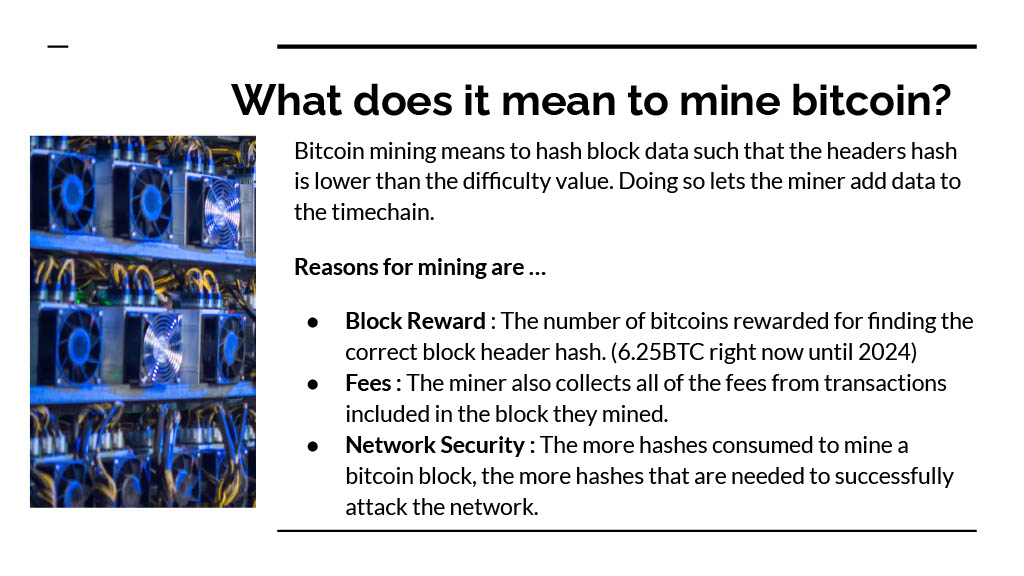 What does it mean to mine bitcoin?
Bitcoin mining means to hash block data such that the headers hash
is lower than the difficulty value. Doing so lets the miner add data to
the timechain.
Reasons for mining are ...
● Block Reward : The number of bitcoins rewarded for finding the
correct block header hash. (6.25BTC right now until 2024)
● Fees : The miner also collects all of the fees from transactions
included in the block they mined.
● Network Security : The more hashes consumed to mine a
bitcoin block, the more hashes that are needed to successfully
attack the network.